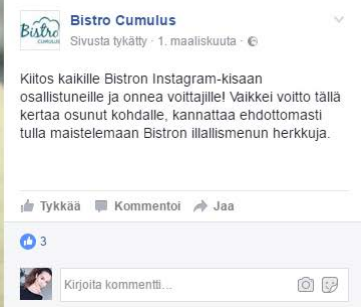 Bistro
CUMULUS
Bistro Cumulus
Sivusta tykätty · 1. maaliskuuta ·
Kiitos kaikille Bistron Instagram-kisaan
osallistuneille ja onnea voittajille! Vaikkei voitto tällä
kertaa osunut kohdalle, kannattaa ehdottomasti
tulla maistelemaan Bistron illallismenun herkkuja.
Tykkää Kommentoi Jaa
3
Kirjoita kommentti...